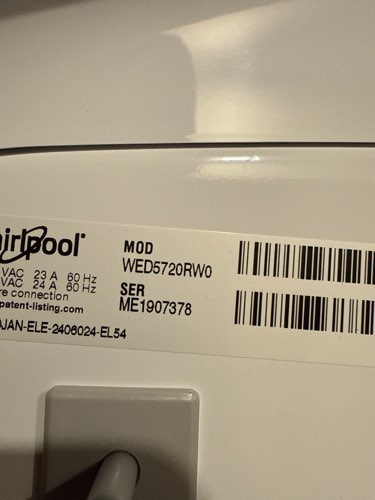 irlpool®
MOD
WED5720RW0
VAC 23 A 60 Hz
VAC 24 A 60 Hz
re connection
patent-listing.com
SER
ME1907378
AJAN-ELE-2406024-EL54